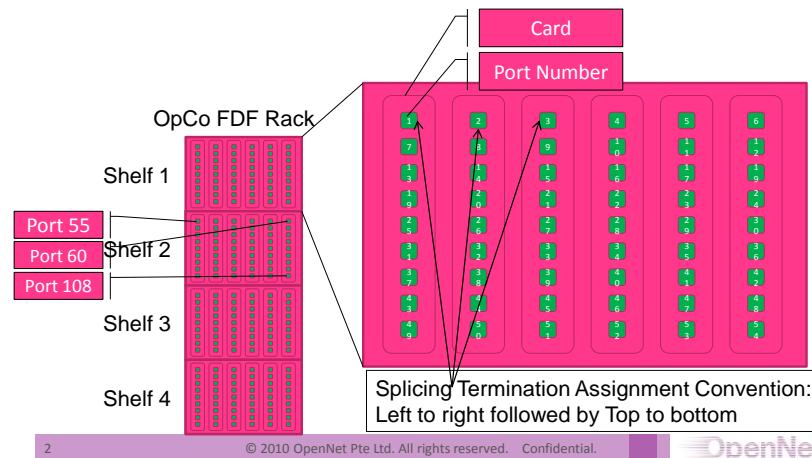 Card
Port Number
OpCo FDF Rack
Shelf 1
Shelf 2
Shelf 3
Shelf 4
Port 55
Port 60
Port 108
1 2 3 4 5 6
7 8 9 10 11 12
13 14 15 16 17 19
19 20 21 22 23 24
25 26 27 28 29 30
31 32 33 34 35 36
37 38 39 40 41 42
43 44 45 46 47 48
49 50 51 52 53 54
Splicing Termination Assignment Convention:
Left to right followed by Top to bottom
2
© 2010 OpenNet Pte Ltd. All rights reserved. Confidential.
OpenNe